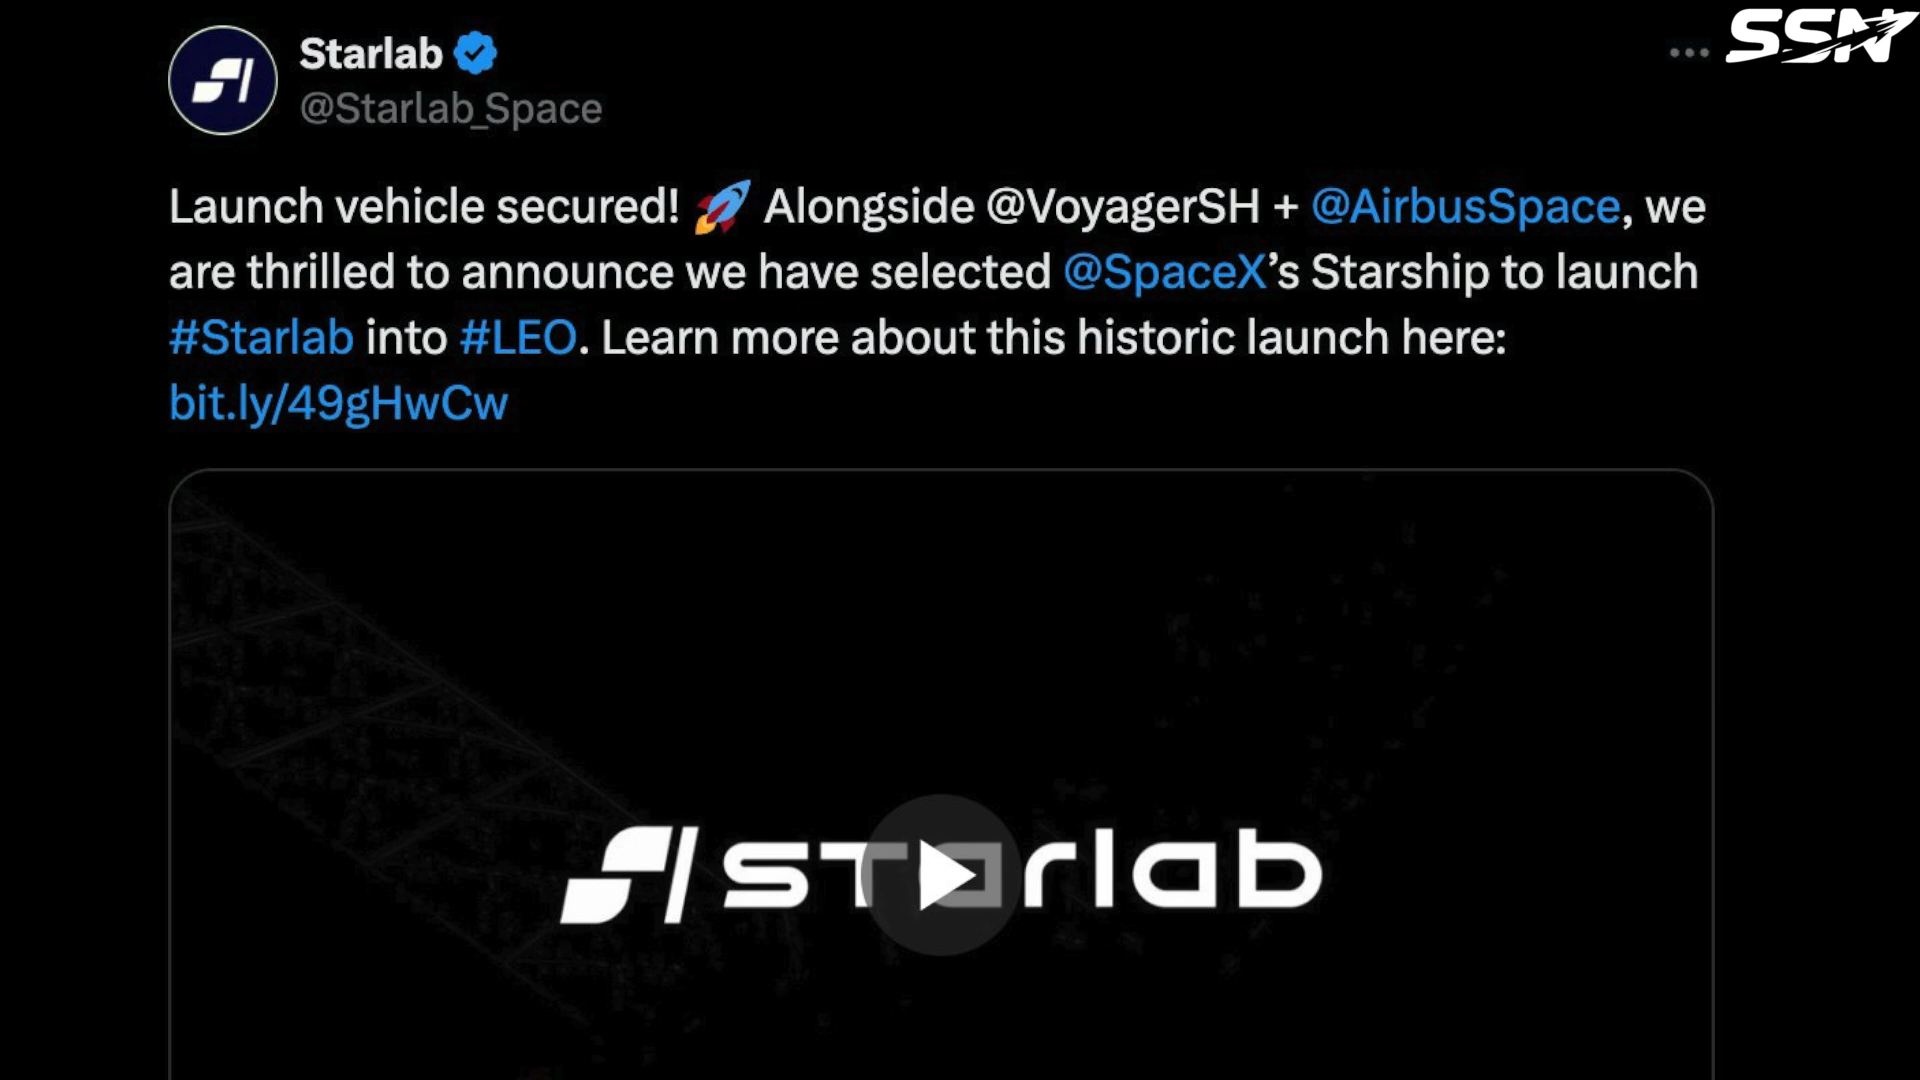 SSN
Starlab
@Starlab_Space
Launch vehicle secured! 🚀 Alongside @VoyagerSH + @AirbusSpace, we
are thrilled to announce we have selected @SpaceX’s Starship to launch
#Starlab into #LEO. Learn more about this historic launch here:
bit.ly/49gHwCw
starlab